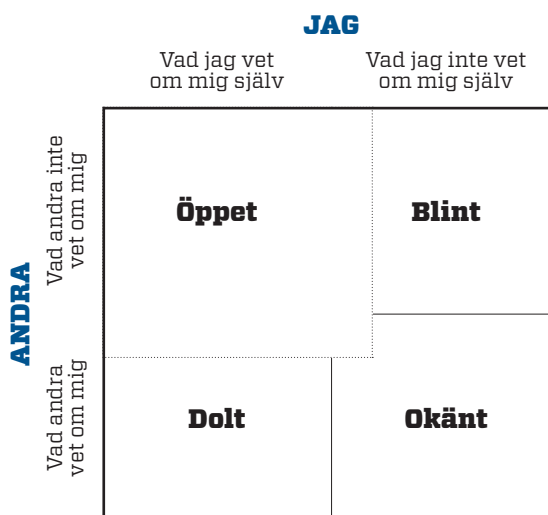 JAG
Vad jag vet
om mig själv
Vad jag inte vet
om mig själv
ANDRA
Vad andra inte
vet om mig
Öppet
Blint
Vad andra
vet om mig
Dolt
Okänt